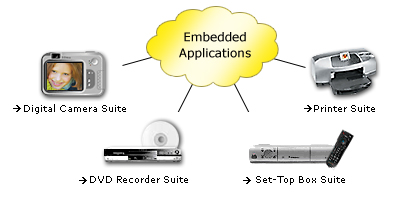 Embedded
Applications
→Digital Camera Suite
→Printer Suite
→DVD Recorder Suite
→Set-Top Box Suite